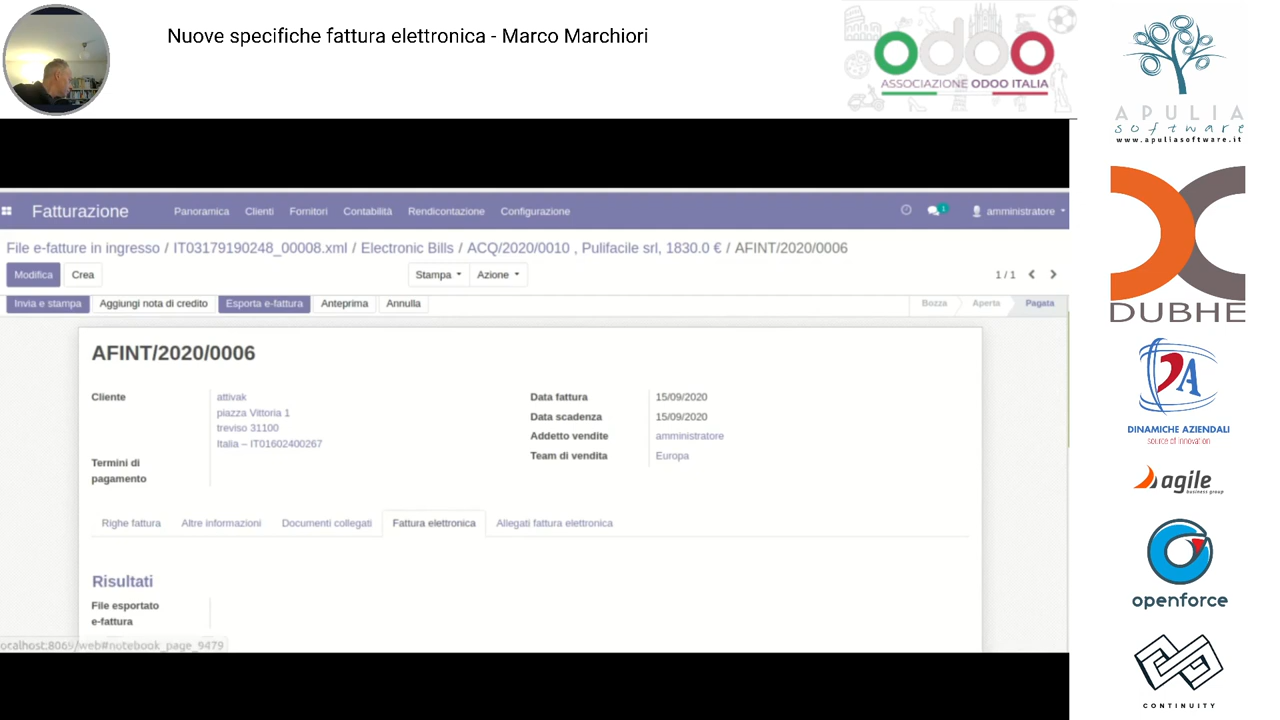 Nuove specifiche fattura elettronica - Marco Marchiori
odoo
ASSOCIAZIONE ODOO ITALIA
APULIA
software
www.apuliasoftware.it
DUBHE
DINAMICHE AZIENDALI
source of innovation
agile
business group
openforce
CONTINUITY
Fatturazione
Panoramica Clienti Fornitori Contabilità Rendicontazione Configurazione
1 amministratore
File e-fatture in ingresso / IT03179190248_00008.xml / Electronic Bills / ACQ/2020/0010 , Pulifacile srl, 1830.0 € / AFINT/2020/0006
Modifica Crea Stampa Azione 1 / 1
Invia e stampa Aggiungi nota di credito Esporta e-fattura Anteprima Annulla Bozza Aperta Pagata
AFINT/2020/0006
Cliente
attivak
piazza Vittoria 1
treviso 31100
Italia – IT01602400267
Termini di
pagamento
Data fattura 15/09/2020
Data scadenza 15/09/2020
Addetto vendite amministratore
Team di vendita Europa
Righe fattura Altre informazioni Documenti collegati Fattura elettronica Allegati fattura elettronica
Risultati
File esportato
e-fattura
ocalhost:8069/web#notebook_page_9479